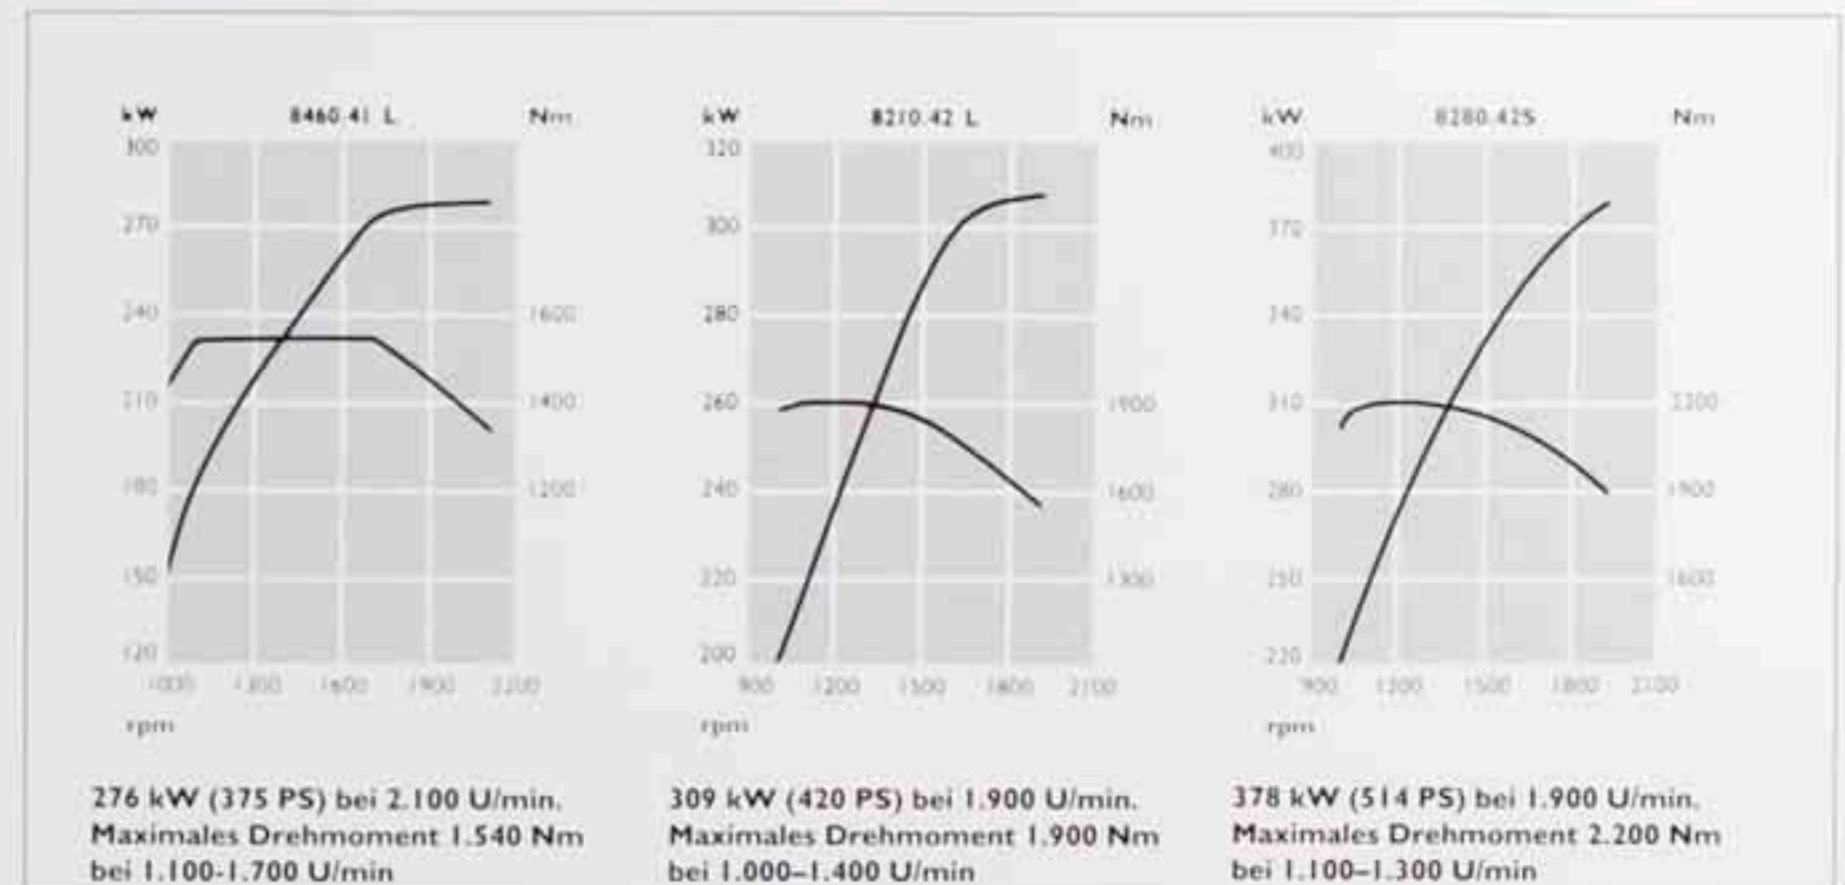 kW 8460.41 L Nm
300
270
240 1600
210 1400
180 1200
150
120
1000 1300 1600 1900 2200
rpm
276 kW (375 PS) bei 2.100 U/min.
Maximales Drehmoment 1.540 Nm
bei 1.100-1.700 U/min
kW 8210.42 L Nm
320
300
280
260 1900
240 1600
220 1300
200
900 1200 1500 1800 2100
rpm
309 kW (420 PS) bei 1.900 U/min.
Maximales Drehmoment 1.900 Nm
bei 1.000–1.400 U/min
kW 8280.42S Nm
400
370
340
310 2200
280 1900
250 1600
220
900 1200 1500 1800 2100
rpm
378 kW (514 PS) bei 1.900 U/min.
Maximales Drehmoment 2.200 Nm
bei 1.100–1.300 U/min